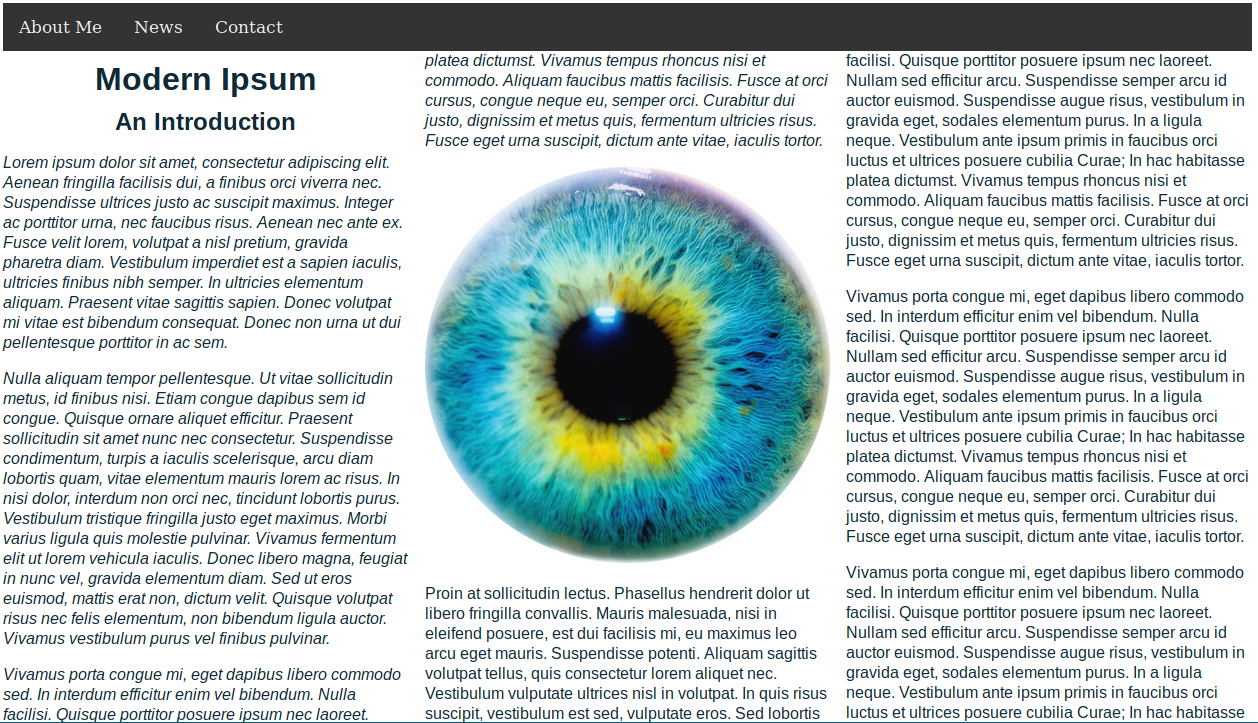 About Me News Contact
Modern Ipsum
An Introduction
Lorem ipsum dolor sit amet, consectetur adipiscing elit.
Aenean fringilla facilisis dui, a finibus orci viverra nec.
Suspendisse ultrices justo ac suscipit maximus. Integer
ac porttitor urna, nec faucibus risus. Aenean nec ante ex.
Fusce velit lorem, volutpat a nisl pretium, gravida
pharetra diam. Vestibulum imperdiet est a sapien iaculis,
ultricies finibus nibh semper. In ultricies elementum
aliquam. Praesent vitae sagittis sapien. Donec volutpat
mi vitae est bibendum consequat. Donec non urna ut dui
pellentesque porttitor in ac sem.
Nulla aliquam tempor pellentesque. Ut vitae sollicitudin
metus, id finibus nisi. Etiam congue dapibus sem id
congue. Quisque ornare aliquet efficitur. Praesent
sollicitudin sit amet nunc nec consectetur. Suspendisse
condimentum, turpis a iaculis scelerisque, arcu diam
lobortis quam, vitae elementum mauris lorem ac risus. In
nisi dolor, interdum non orci nec, tincidunt lobortis purus.
Vestibulum tristique fringilla justo eget maximus. Morbi
varius ligula quis molestie pulvinar. Vivamus fermentum
elit ut lorem vehicula iaculis. Donec libero magna, feugiat
in nunc vel, gravida elementum diam. Sed ut eros
euismod, mattis erat non, dictum velit. Quisque volutpat
risus nec felis elementum, non bibendum ligula auctor.
Vivamus vestibulum purus vel finibus pulvinar.
Vivamus porta congue mi, eget dapibus libero commodo
sed. In interdum efficitur enim vel bibendum. Nulla
facilisi. Quisque porttitor posuere ipsum nec laoreet.
platea dictumst. Vivamus tempus rhoncus nisi et
commodo. Aliquam faucibus mattis facilisis. Fusce at orci
cursus, congue neque eu, semper orci. Curabitur dui
justo, dignissim et metus quis, fermentum ultricies risus.
Fusce eget urna suscipit, dictum ante vitae, iaculis tortor.
Proin at sollicitudin lectus. Phasellus hendrerit dolor ut
libero fringilla convallis. Mauris malesuada, nisi in
eleifend posuere, est dui facilisis mi, eu maximus leo
arcu eget mauris. Suspendisse potenti. Aliquam sagittis
volutpat tellus, quis consectetur lorem aliquet nec.
Vestibulum vulputate ultrices nisl in volutpat. In quis risus
suscipit, vestibulum est sed, vulputate eros. Sed lobortis
facilisi. Quisque porttitor posuere ipsum nec laoreet.
Nullam sed efficitur arcu. Suspendisse semper arcu id
auctor euismod. Suspendisse augue risus, vestibulum in
gravida eget, sodales elementum purus. In a ligula
neque. Vestibulum ante ipsum primis in faucibus orci
luctus et ultrices posuere cubilia Curae; In hac habitasse
platea dictumst. Vivamus tempus rhoncus nisi et
commodo. Aliquam faucibus mattis facilisis. Fusce at orci
cursus, congue neque eu, semper orci. Curabitur dui
justo, dignissim et metus quis, fermentum ultricies risus.
Fusce eget urna suscipit, dictum ante vitae, iaculis tortor.
Vivamus porta congue mi, eget dapibus libero commodo
sed. In interdum efficitur enim vel bibendum. Nulla
facilisi. Quisque porttitor posuere ipsum nec laoreet.
Nullam sed efficitur arcu. Suspendisse semper arcu id
auctor euismod. Suspendisse augue risus, vestibulum in
gravida eget, sodales elementum purus. In a ligula
neque. Vestibulum ante ipsum primis in faucibus orci
luctus et ultrices posuere cubilia Curae; In hac habitasse
platea dictumst. Vivamus tempus rhoncus nisi et
commodo. Aliquam faucibus mattis facilisis. Fusce at orci
cursus, congue neque eu, semper orci. Curabitur dui
justo, dignissim et metus quis, fermentum ultricies risus.
Fusce eget urna suscipit, dictum ante vitae, iaculis tortor.
Vivamus porta congue mi, eget dapibus libero commodo
sed. In interdum efficitur enim vel bibendum. Nulla
facilisi. Quisque porttitor posuere ipsum nec laoreet.
Nullam sed efficitur arcu. Suspendisse semper arcu id
auctor euismod. Suspendisse augue risus, vestibulum in
gravida eget, sodales elementum purus. In a ligula
neque. Vestibulum ante ipsum primis in faucibus orci
luctus et ultrices posuere cubilia Curae; In hac habitasse